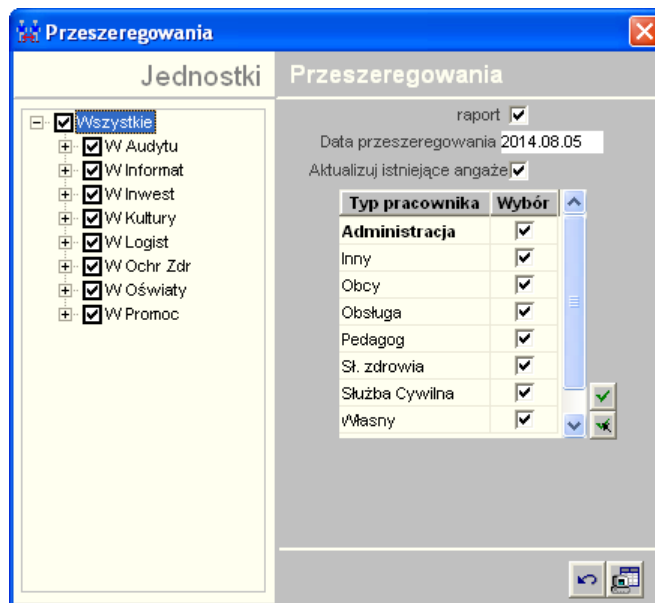 Przeszeregowania
Jednostki
Wszystkie
W Audytu
W Informat
W Inwest
W Kultury
W Logist
W Ochr Zdr
W Oświaty
W Promoc
Przeszeregowania
raport
Data przeszeregowania 2014.08.05
Aktualizuj istniejące angaże
Typ pracownika Wybór
Administracja
Inny
Obcy
Obsługa
Pedagog
Sł. zdrowia
Służba Cywilna
Własny